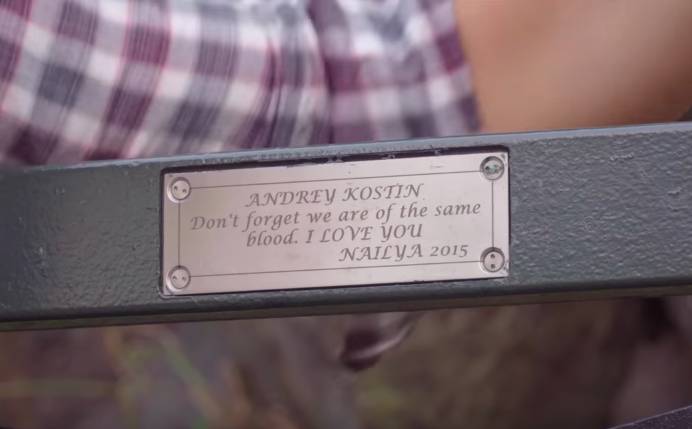 ANDREY KOSTIN
Don't forget we are of the same
blood. I LOVE YOU
NAILYA 2015